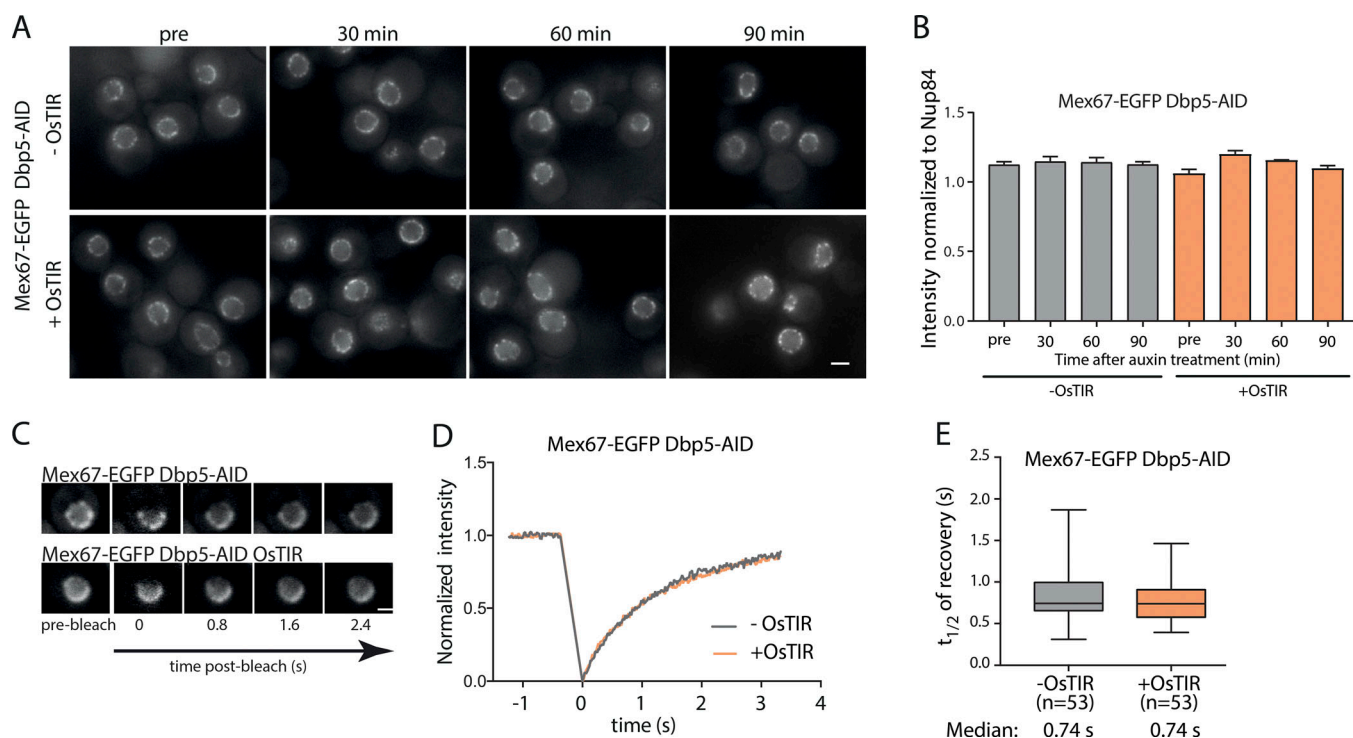 A
pre
30 min
60 min
90 min
Mex67-EGFP Dbp5-AID
- OsTIR
+ OsTIR
B
Mex67-EGFP Dbp5-AID
Intensity normalized to Nup84
1.5
1.0
0.5
0.0
pre 30 60 90 pre 30 60 90
Time after auxin treatment (min)
-OsTIR +OsTIR
C
Mex67-EGFP Dbp5-AID
Mex67-EGFP Dbp5-AID OsTIR
pre-bleach 0 0.8 1.6 2.4
time post-bleach (s)
D
Mex67-EGFP Dbp5-AID
Normalized intensity
1.5
1.0
0.5
0.0
- OsTIR
+OsTIR
-1 0 1 2 3 4
time (s)
E
Mex67-EGFP Dbp5-AID
t1/2 of recovery (s)
2.5
2.0
1.5
1.0
0.5
0.0
-OsTIR +OsTIR
(n=53) (n=53)
Median: 0.74 s 0.74 s